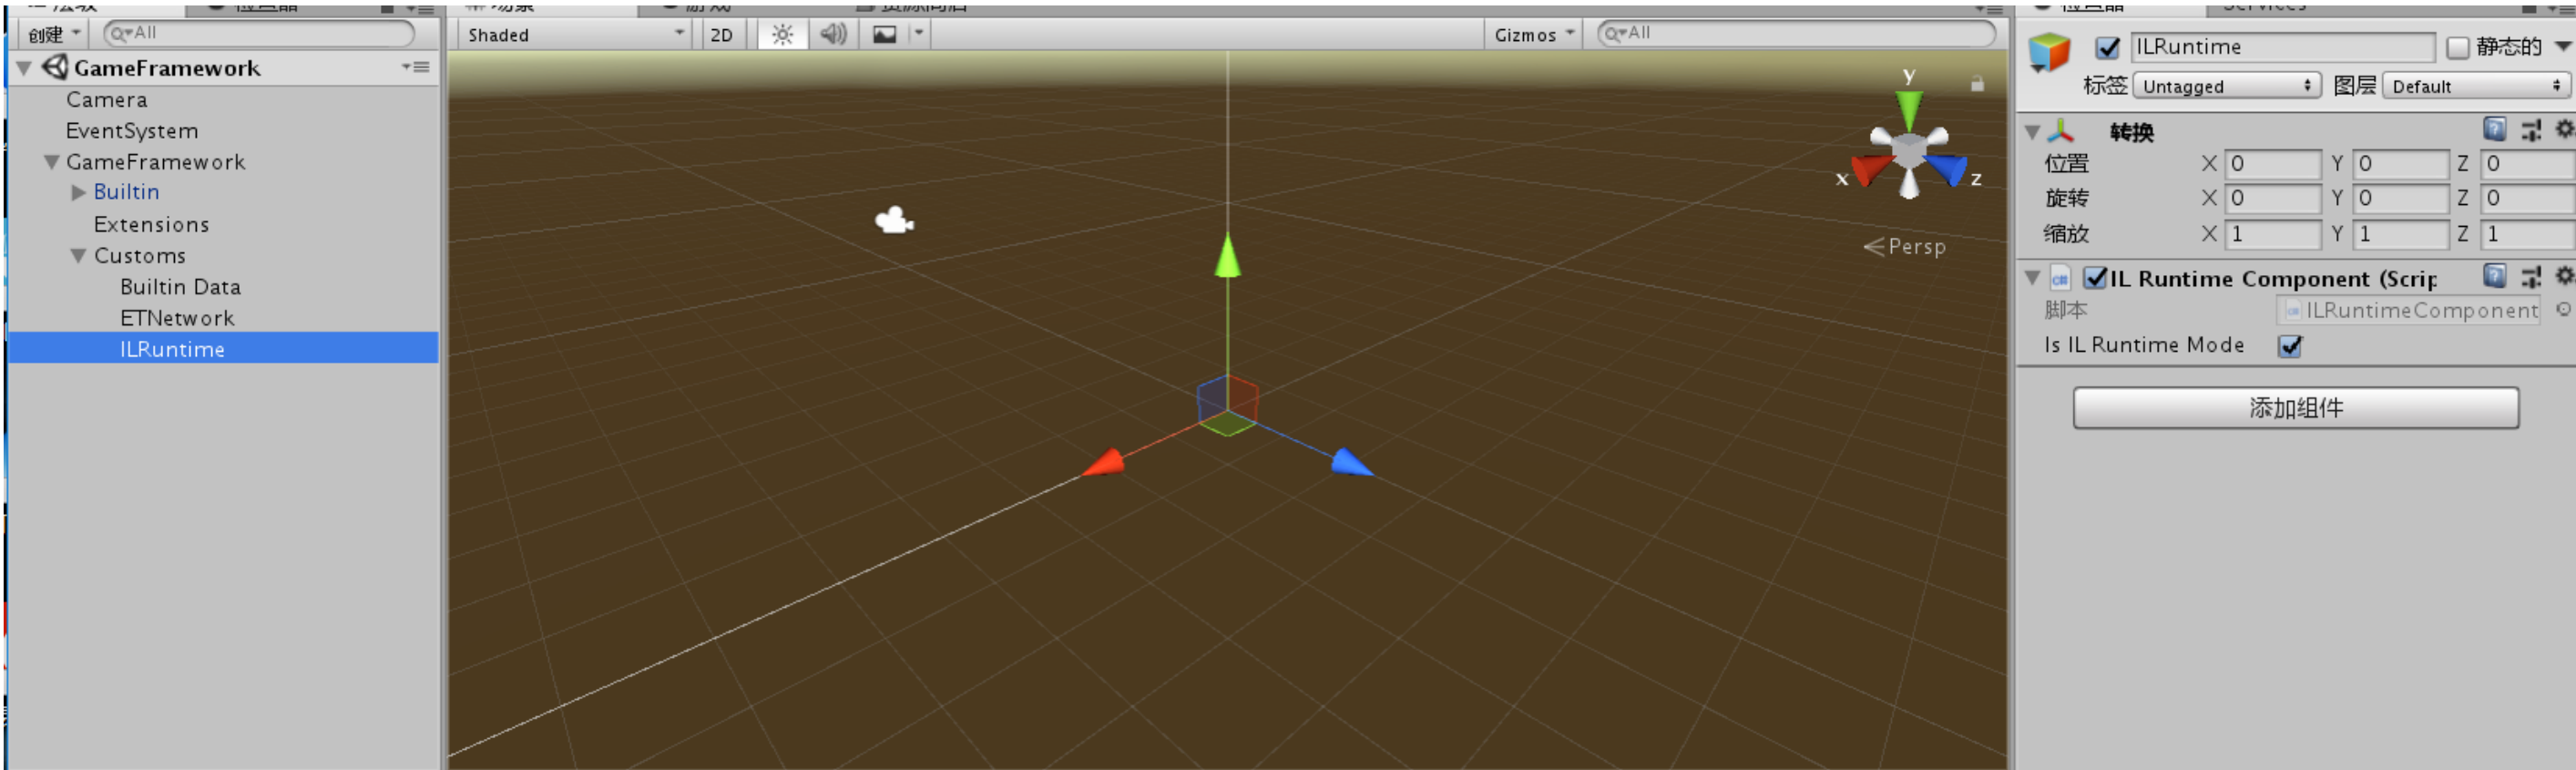 创建 All
GameFramework
Camera
EventSystem
GameFramework
Builtin
Extensions
Customs
Builtin Data
ETNetwork
ILRuntime
Shaded 2D Gizmos All
y
x z
Persp
Services
ILRuntime 静态的
标签 Untagged 图层 Default
转换
位置 X 0 Y 0 Z 0
旋转 X 0 Y 0 Z 0
缩放 X 1 Y 1 Z 1
IL Runtime Component (Scrip
脚本 ILRuntimeComponent
Is IL Runtime Mode
添加组件